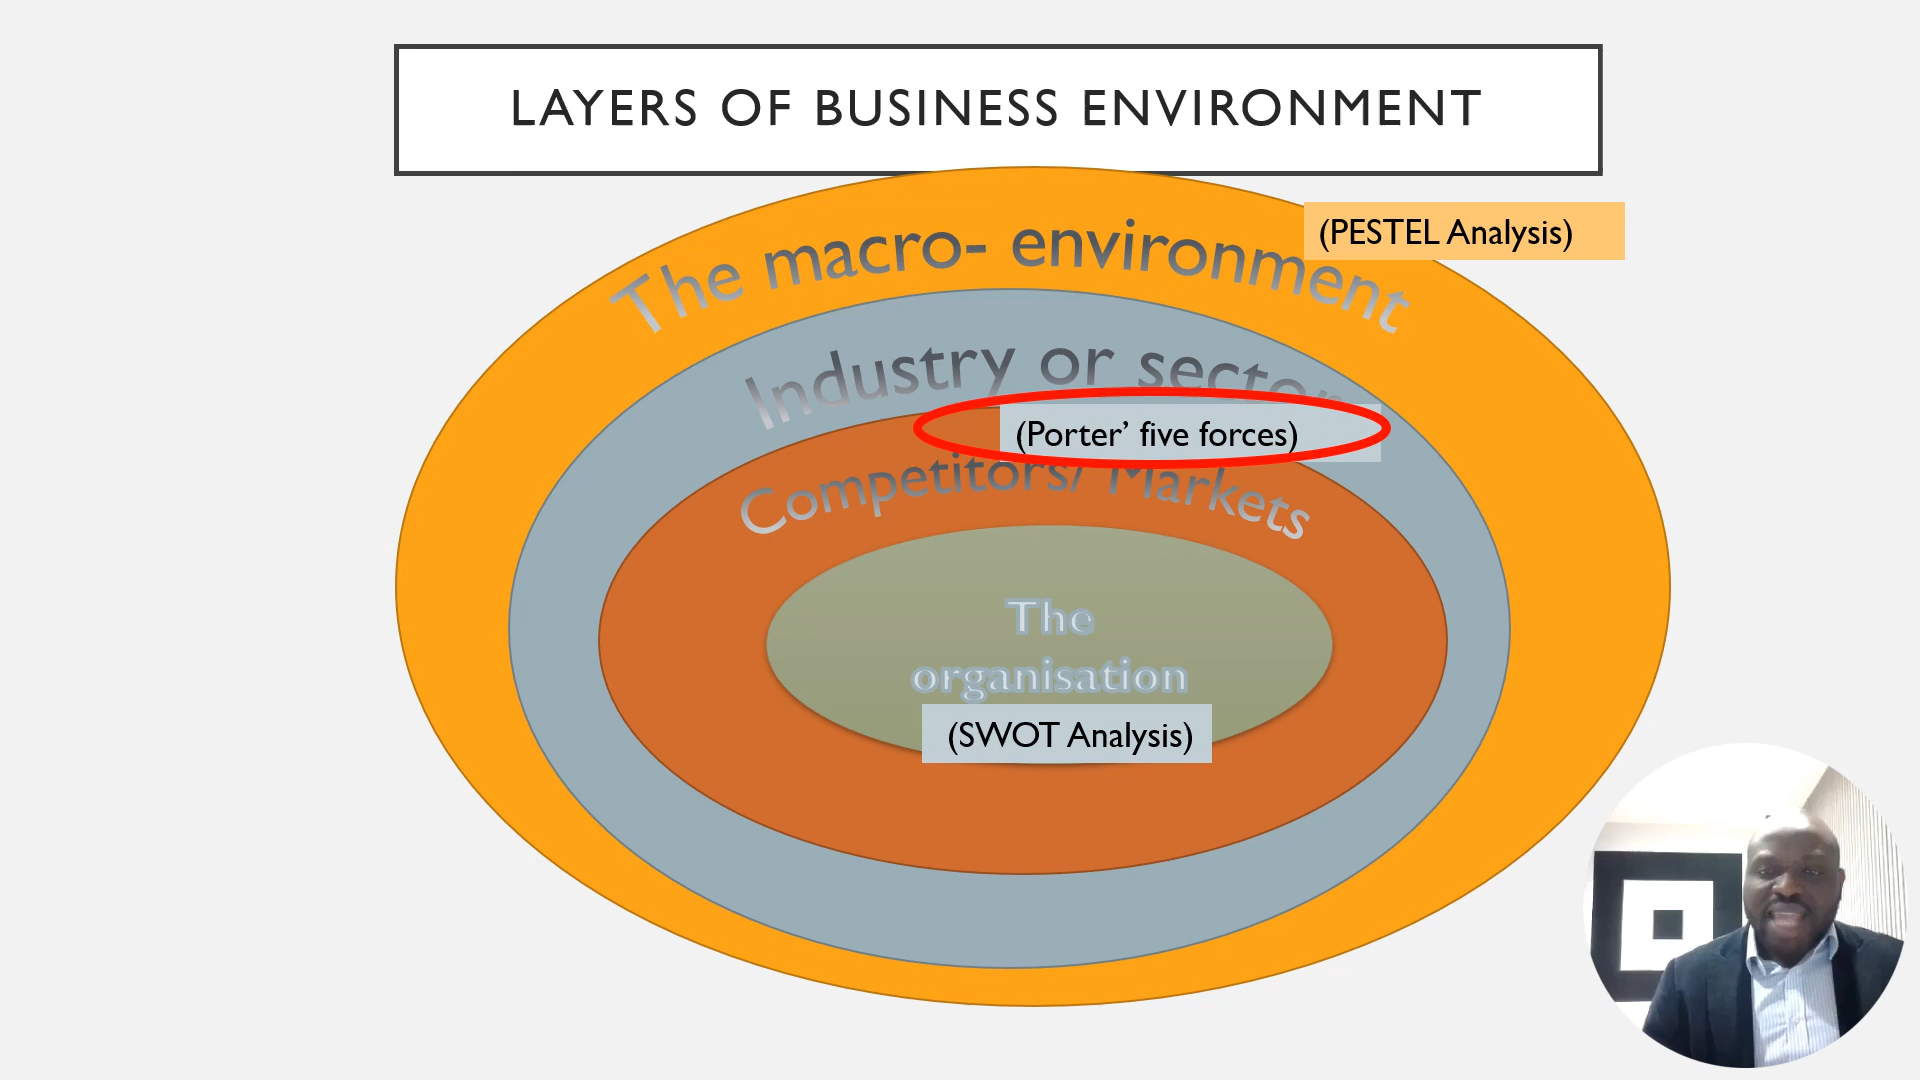 LAYERS OF BUSINESS ENVIRONMENT
(PESTEL Analysis)
The macro- environment
Industry or sector
(Porter’ five forces)
Competitors/ Markets
The
organisation
(SWOT Analysis)